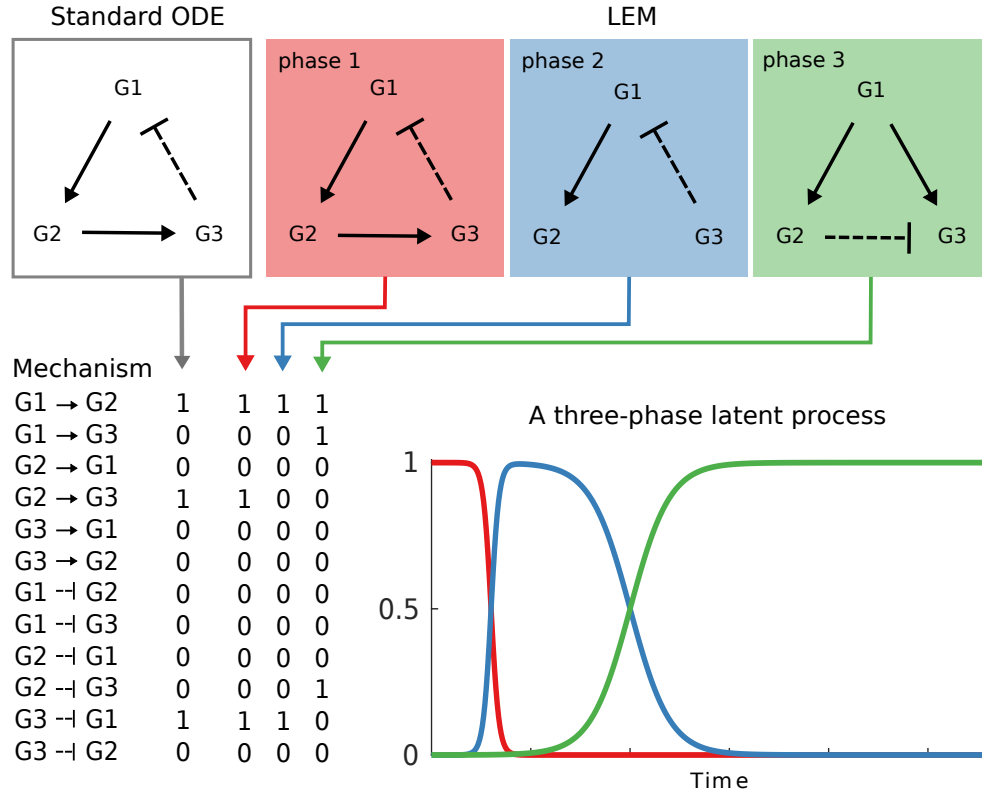 Standard ODE
LEM
G1
G2
G3
phase 1
G1
G2
G3
phase 2
G1
G2
G3
phase 3
G1
G2
G3
Mechanism
G1 → G2 1 1 1 1
G1 → G3 0 0 0 1
G2 → G1 0 0 0 0
G2 → G3 1 1 0 0
G3 → G1 0 0 0 0
G3 → G2 0 0 0 0
G1 --| G2 0 0 0 0
G1 --| G3 0 0 0 0
G2 --| G1 0 0 0 0
G2 --| G3 0 0 0 1
G3 --| G1 1 1 1 0
G3 --| G2 0 0 0 0
A three-phase latent process
1
0.5
0
Time